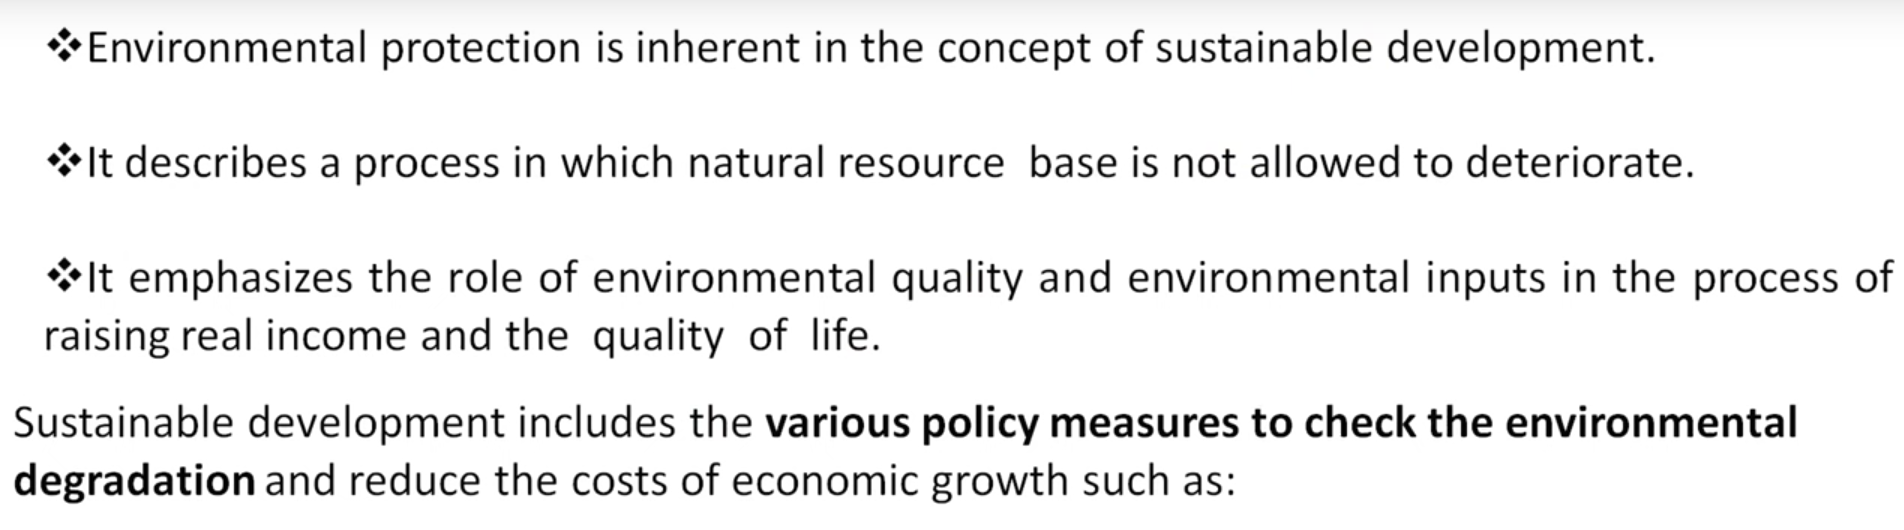 ❖Environmental protection is inherent in the concept of sustainable development.
❖It describes a process in which natural resource base is not allowed to deteriorate.
❖It emphasizes the role of environmental quality and environmental inputs in the process of
raising real income and the quality of life.
Sustainable development includes the various policy measures to check the environmental
degradation and reduce the costs of economic growth such as: